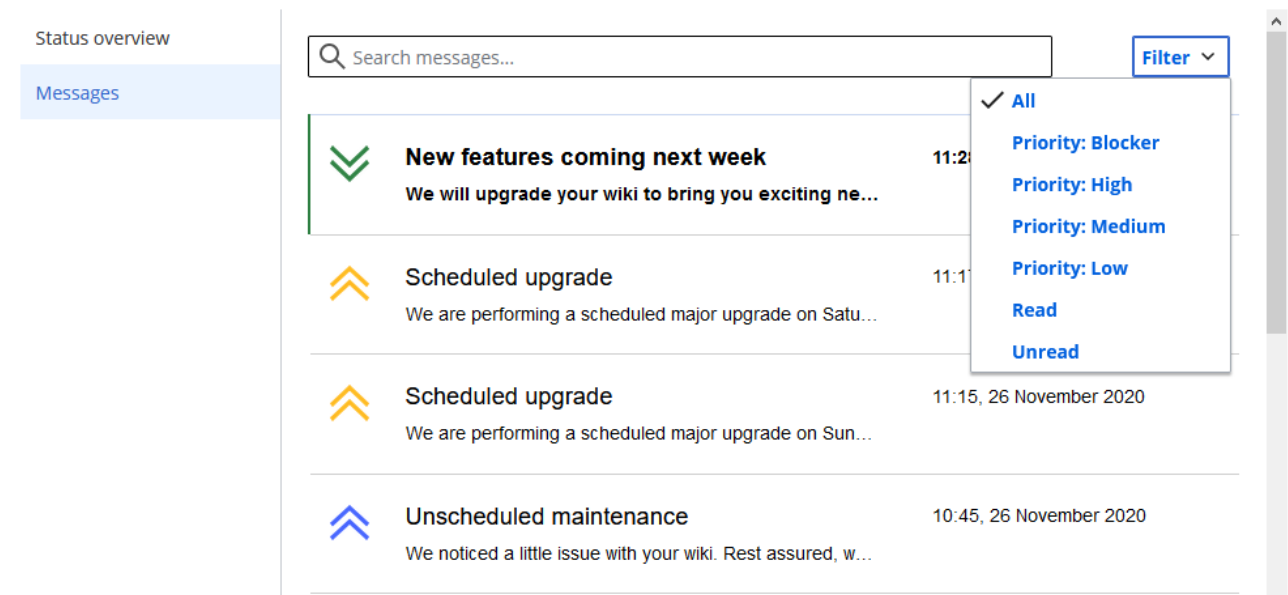 Status overview
Messages
Search messages...
Filter
All
Priority: Blocker
Priority: High
Priority: Medium
Priority: Low
Read
Unread
New features coming next week
We will upgrade your wiki to bring you exciting ne...
Scheduled upgrade
We are performing a scheduled major upgrade on Satu...
Scheduled upgrade 11:15, 26 November 2020
We are performing a scheduled major upgrade on Sun...
Unscheduled maintenance 10:45, 26 November 2020
We noticed a little issue with your wiki. Rest assured, w...